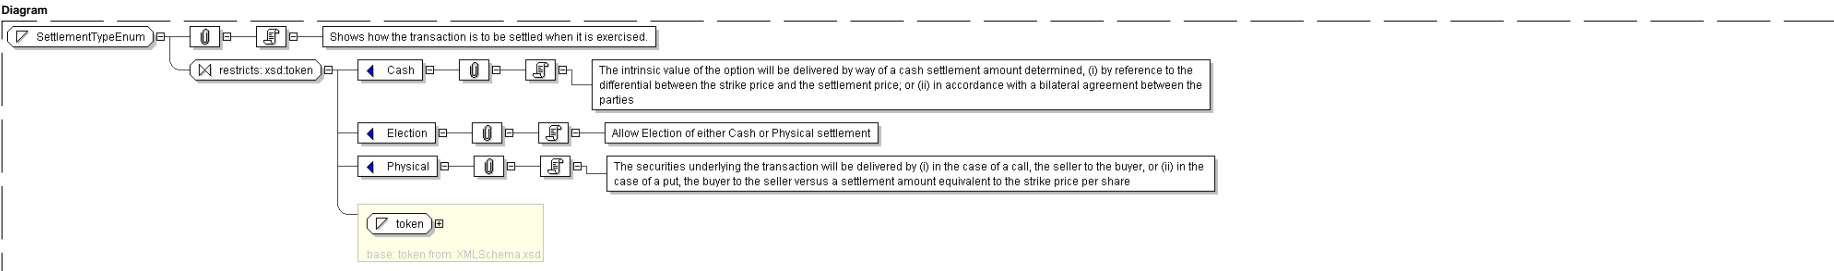 Diagram
SettlementTypeEnum
Shows how the transaction is to be settled when it is exercised.
restricts: xsd:token
Cash
The intrinsic value of the option will be delivered by way of a cash settlement amount determined, (i) by reference to the
differential between the strike price and the settlement price; or (ii) in accordance with a bilateral agreement between the
parties
Election
Allow Election of either Cash or Physical settlement
Physical
The securities underlying the transaction will be delivered by (i) in the case of a call, the seller to the buyer, or (ii) in the
case of a put, the buyer to the seller versus a settlement amount equivalent to the strike price per share
token
base: token from: XMLSchema.xsd